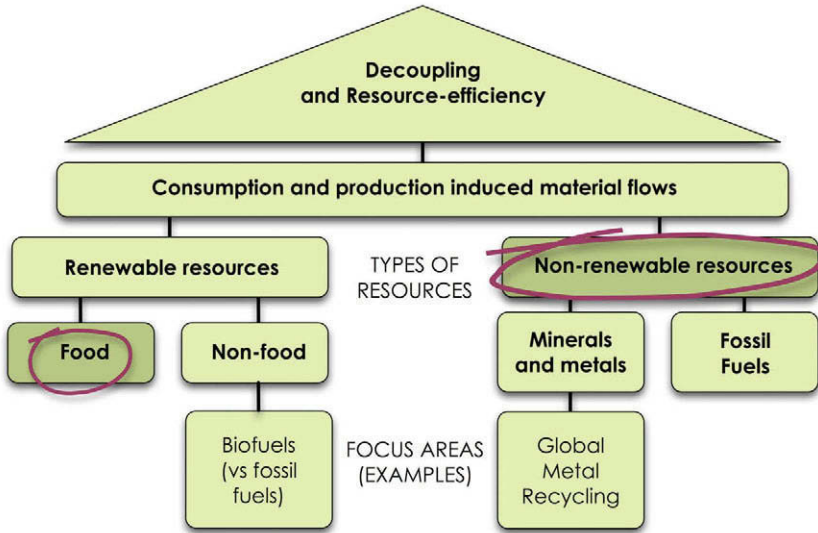 Decoupling
and Resource-efficiency
Consumption and production induced material flows
Renewable resources
TYPES OF
RESOURCES
Non-renewable resources
Food
Non-food
Minerals
and metals
Fossil
Fuels
Biofuels
(vs fossil
fuels)
FOCUS AREAS
(EXAMPLES)
Global
Metal
Recycling